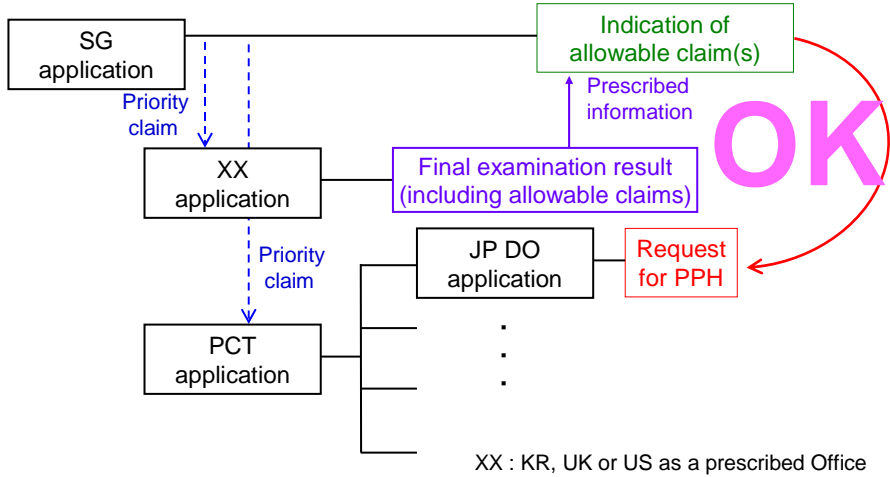 SG
application
Indication of
allowable claim(s)
Priority
claim
Prescribed
information
OK
XX
application
Final examination result
(including allowable claims)
Priority
claim
JP DO
application
Request
for PPH
PCT
application
XX : KR, UK or US as a prescribed Office